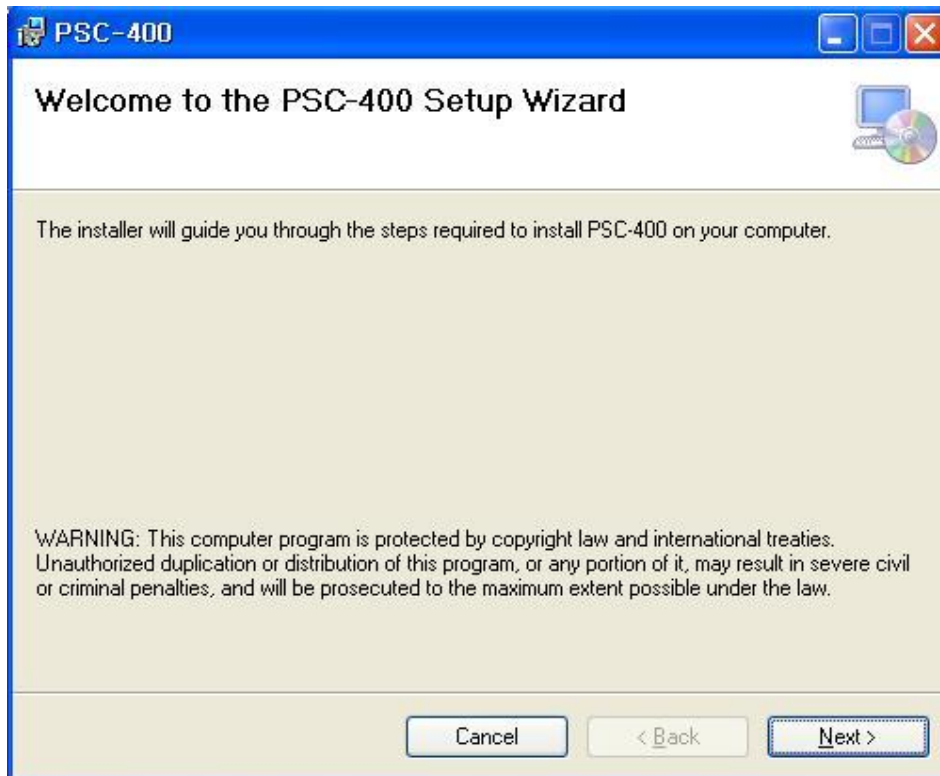 PSC-400
Welcome to the PSC-400 Setup Wizard
The installer will guide you through the steps required to install PSC-400 on your computer.
WARNING: This computer program is protected by copyright law and international treaties.
Unauthorized duplication or distribution of this program, or any portion of it, may result in severe civil
or criminal penalties, and will be prosecuted to the maximum extent possible under the law.
Cancel
< Back
Next >